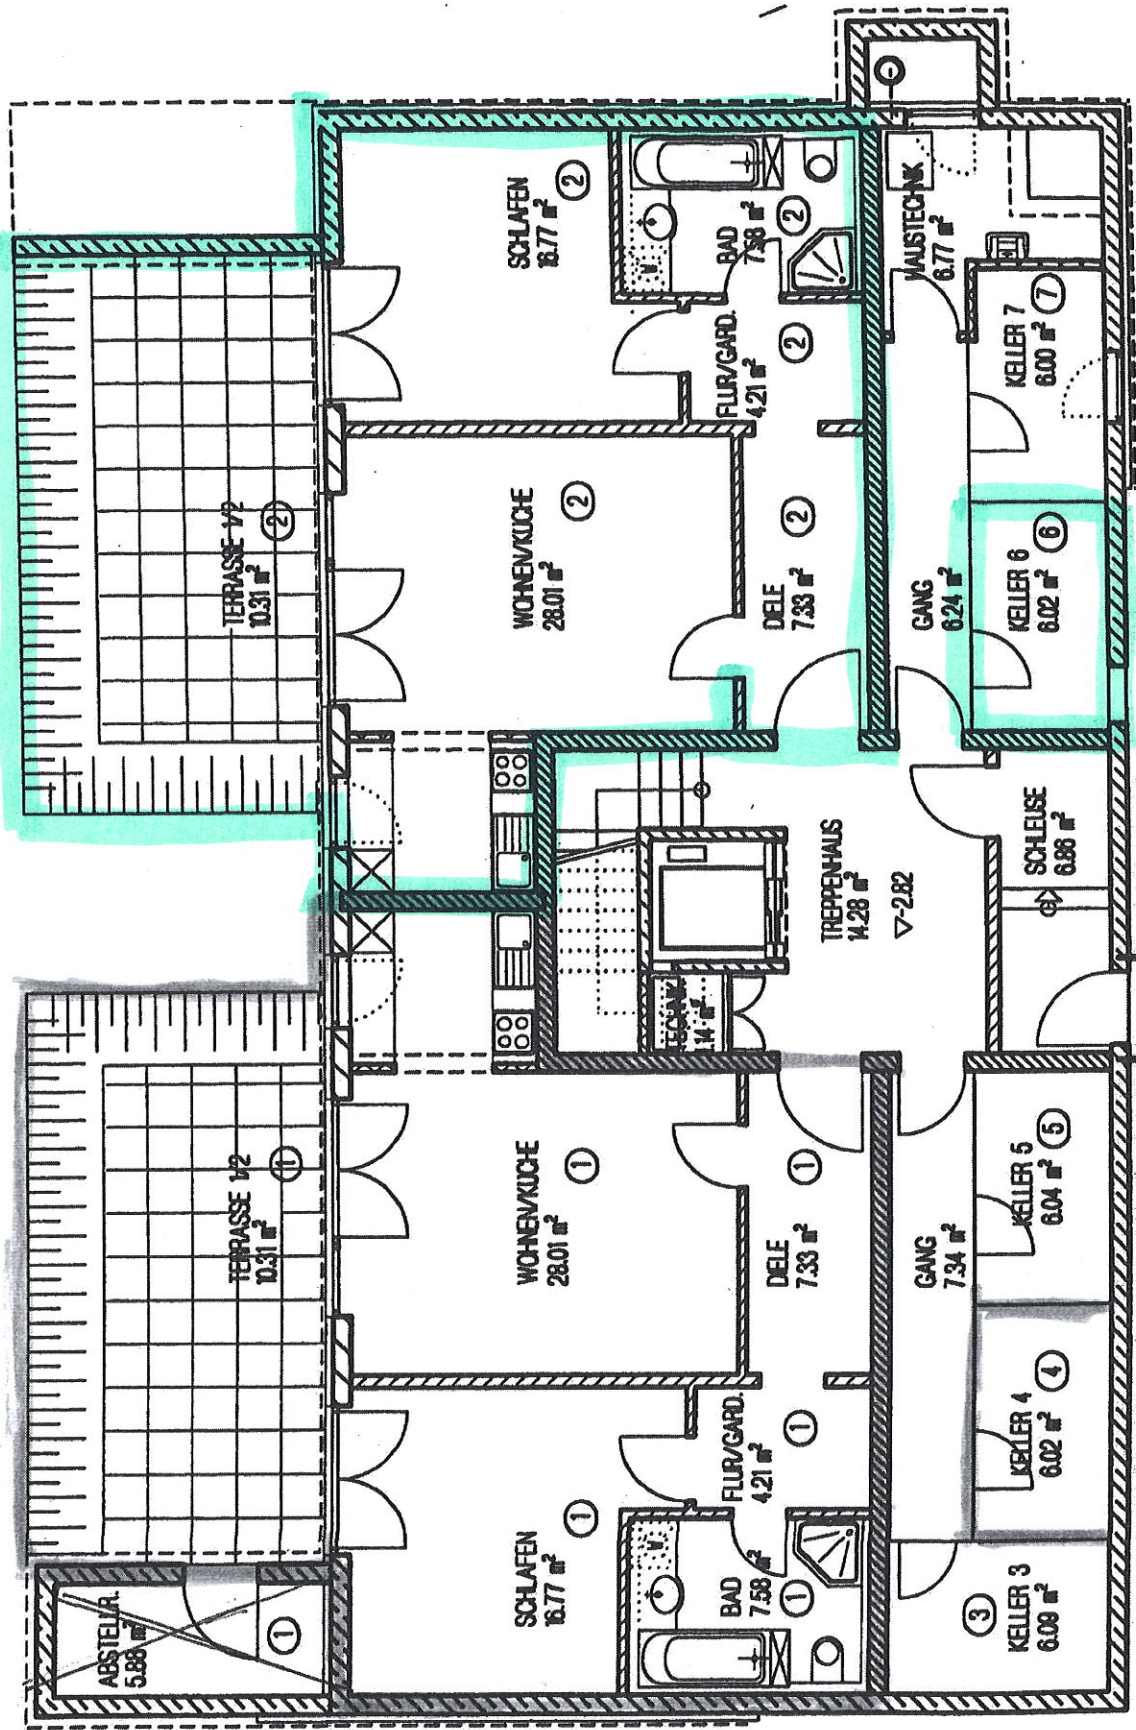 ABSTELLR.
5.88 m²
1
TERRASSE 1/2
10.31 m²
1
TERRASSE 1/2
10.31 m²
2
SCHLAFEN
16.77 m²
1
WOHNEN/KÜCHE
28.01 m²
1
WOHNEN/KÜCHE
28.01 m²
2
SCHLAFEN
16.77 m²
2
W
BAD
7.58 m²
1
FLUR/GARD.
4.21 m²
1
DIELE
7.33 m²
1
TREPPENHAUS
14.28 m²
▽-2.82
DIELE
7.33 m²
2
FLUR/GARD.
4.21 m²
2
W
BAD
7.58 m²
2
KELLER 3
6.09 m²
3
GANG
7.34 m²
KELLER 4
6.02 m²
4
KELLER 5
6.04 m²
5
SCHLEUSE
6.86 m²
GANG
6.24 m²
KELLER 6
6.02 m²
6
KELLER 7
6.00 m²
7
HAUSTECHNIK
6.77 m²